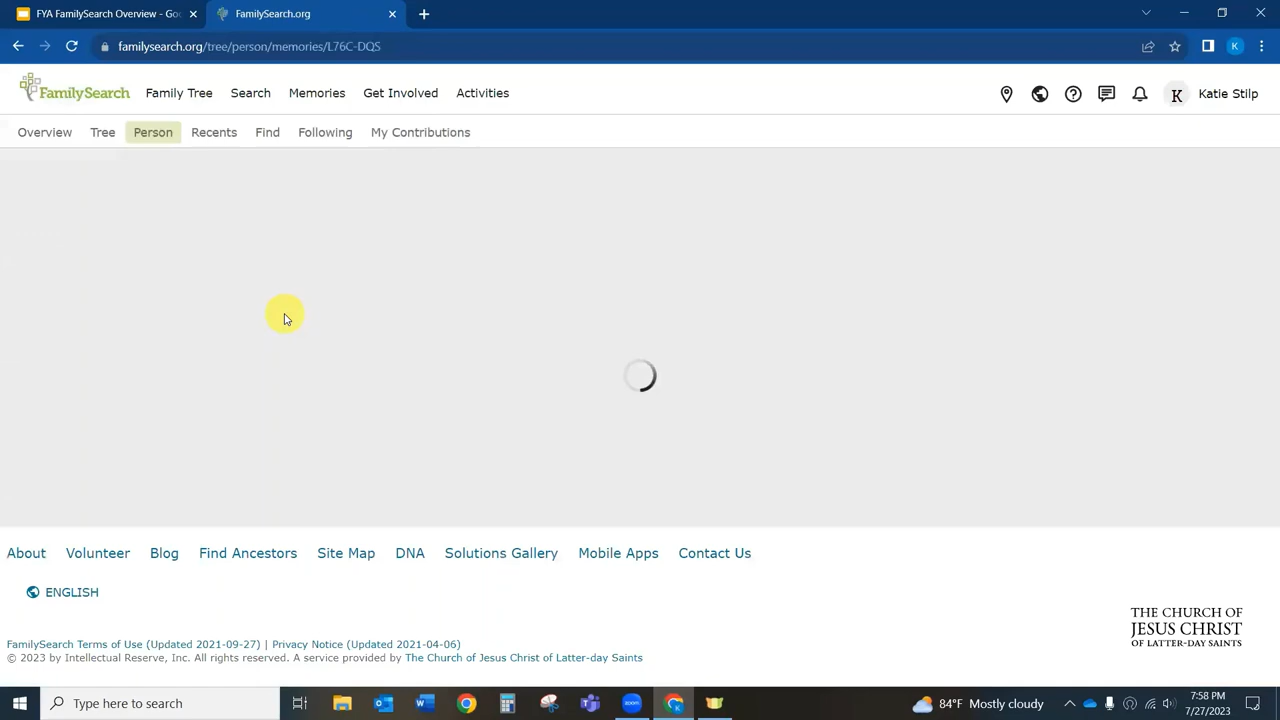 FYA FamilySearch Overview - Goo
FamilySearch.org
familysearch.org/tree/person/memories/L76C-DQS
K
FamilySearch
Family Tree
Search
Memories
Get Involved
Activities
K
Katie Stilp
Overview
Tree
Person
Recents
Find
Following
My Contributions
About
Volunteer
Blog
Find Ancestors
Site Map
DNA
Solutions Gallery
Mobile Apps
Contact Us
ENGLISH
THE CHURCH OF
JESUS CHRIST
OF LATTER-DAY SAINTS
FamilySearch Terms of Use (Updated 2021-09-27) | Privacy Notice (Updated 2021-04-06)
© 2023 by Intellectual Reserve, Inc. All rights reserved. A service provided by The Church of Jesus Christ of Latter-day Saints
Type here to search
zoom
84°F Mostly cloudy
7:58 PM
7/27/2023